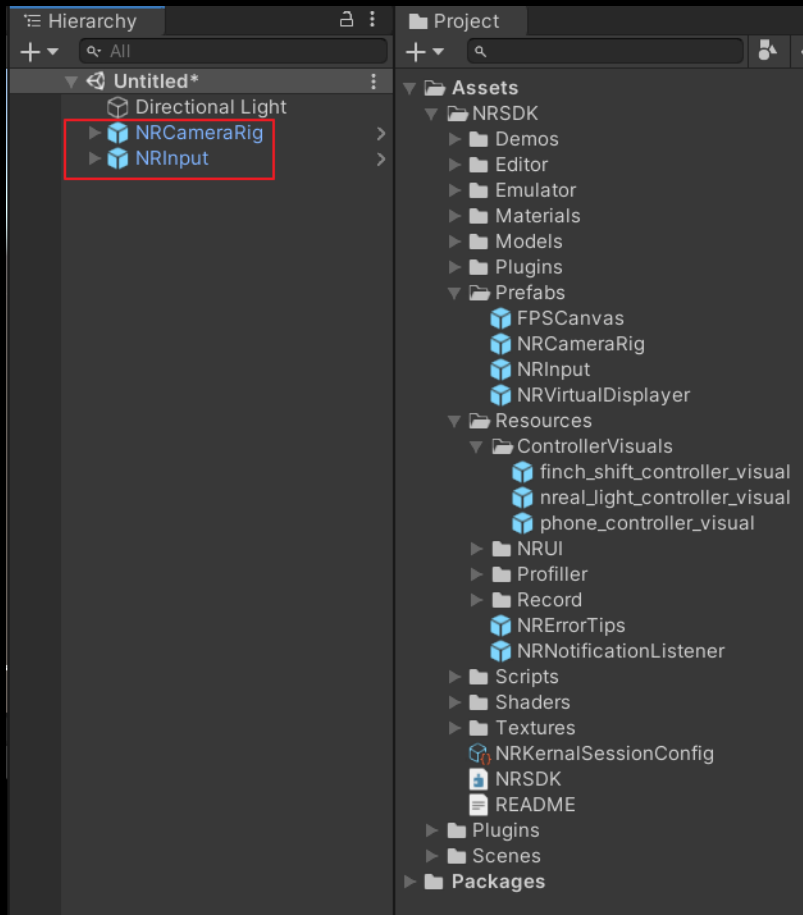 Hierarchy
All
Untitled*
Directional Light
NRCameraRig
NRInput
Project
Assets
NRSDK
Demos
Editor
Emulator
Materials
Models
Plugins
Prefabs
FPSCanvas
NRCameraRig
NRInput
NRVirtualDisplayer
Resources
ControllerVisuals
finch_shift_controller_visual
nreal_light_controller_visual
phone_controller_visual
NRUI
Profiller
Record
NRErrorTips
NRNotificationListener
Scripts
Shaders
Textures
NRKernalSessionConfig
NRSDK
README
Plugins
Scenes
Packages